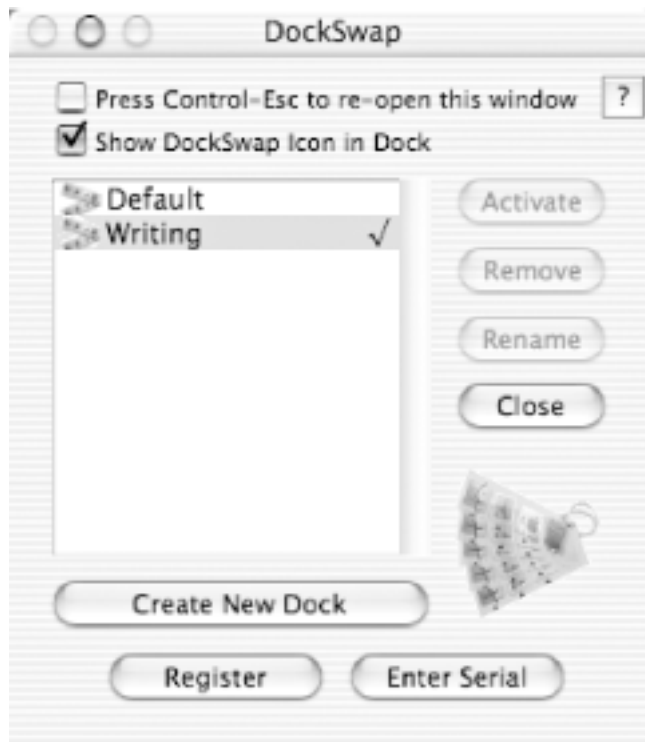 DockSwap
Press Control-Esc to re-open this window ?
Show DockSwap Icon in Dock
Default
Writing √
Activate
Remove
Rename
Close
Create New Dock
Register
Enter Serial